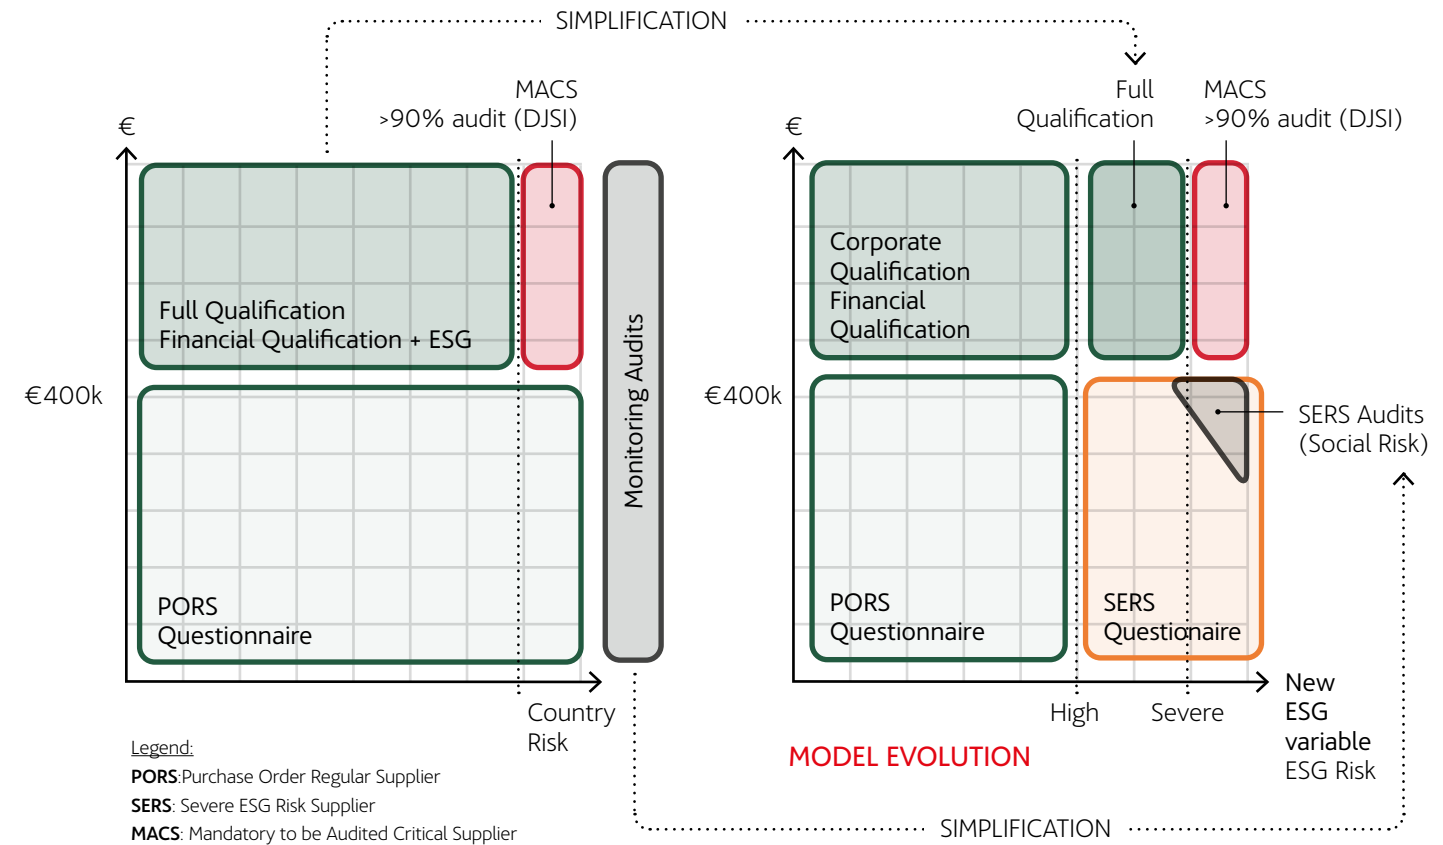 SIMPLIFICATION
MACS
>90% audit (DJSI)
€
Full Qualification
Financial Qualification + ESG
€400k
PORS
Questionnaire
Monitoring Audits
Country
Risk
Full
Qualification
MACS
>90% audit (DJSI)
€
Corporate
Qualification
Financial
Qualification
€400k
SERS Audits
(Social Risk)
PORS
Questionnaire
SERS
Questionaire
High
Severe
New
ESG
variable
ESG Risk
MODEL EVOLUTION
SIMPLIFICATION
Legend:
PORS:Purchase Order Regular Supplier
SERS: Severe ESG Risk Supplier
MACS: Mandatory to be Audited Critical Supplier